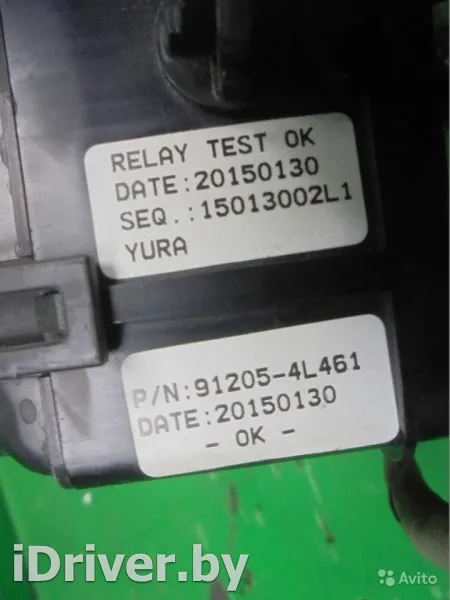 RELAY TEST OK
DATE:20150130
SEQ.:15013002L1
YURA
P/N:91205-4L461
DATE:20150130
- OK -
iDriver.by
Avito